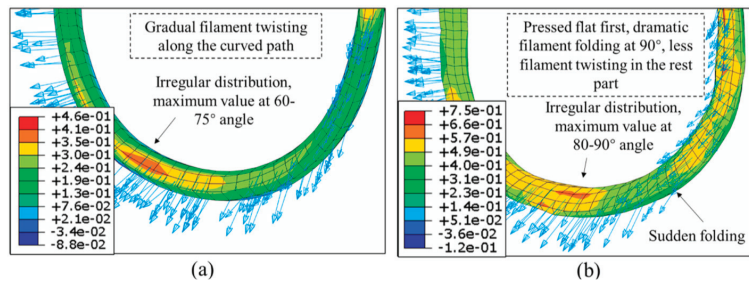 Gradual filament twisting
along the curved path
Irregular distribution,
maximum value at 60-
75° angle
+4.6e-01
+4.1e-01
+3.5e-01
+3.0e-01
+2.4e-01
+1.9e-01
+1.3e-01
+7.6e-02
+2.1e-02
-3.4e-02
-8.8e-02
(a)
Pressed flat first, dramatic
filament folding at 90°, less
filament twisting in the rest
part
Irregular distribution,
maximum value at
80-90° angle
+7.5e-01
+6.6e-01
+5.7e-01
+4.9e-01
+4.0e-01
+3.1e-01
+2.3e-01
+1.4e-01
+5.1e-02
-3.6e-02
-1.2e-01
Sudden folding
(b)